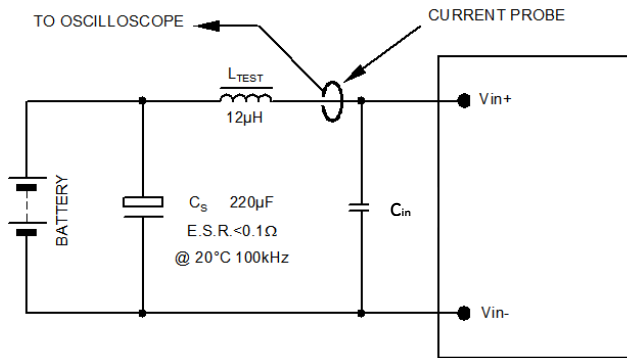 TO OSCILLOSCOPE
CURRENT PROBE
LTEST
12µH
Vin+
BATTERY
Cs 220µF
E.S.R.<0.1Ω
@ 20°C 100kHz
Cin
Vin-